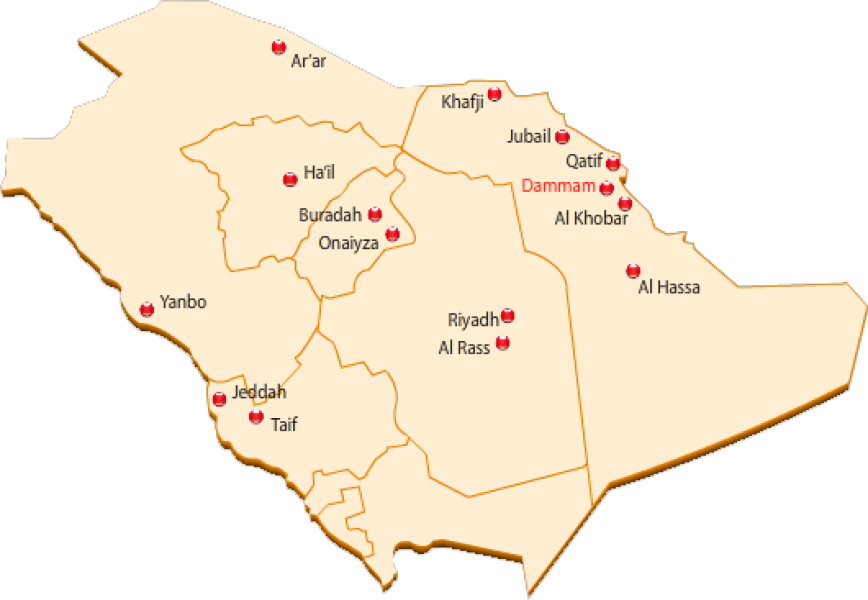 Ar'ar
Khafji
Jubail
Qatif
Ha'il
Dammam
Buradah
Al Khobar
Onaiyza
Al Hassa
Yanbo
Riyadh
Al Rass
Jeddah
Taif